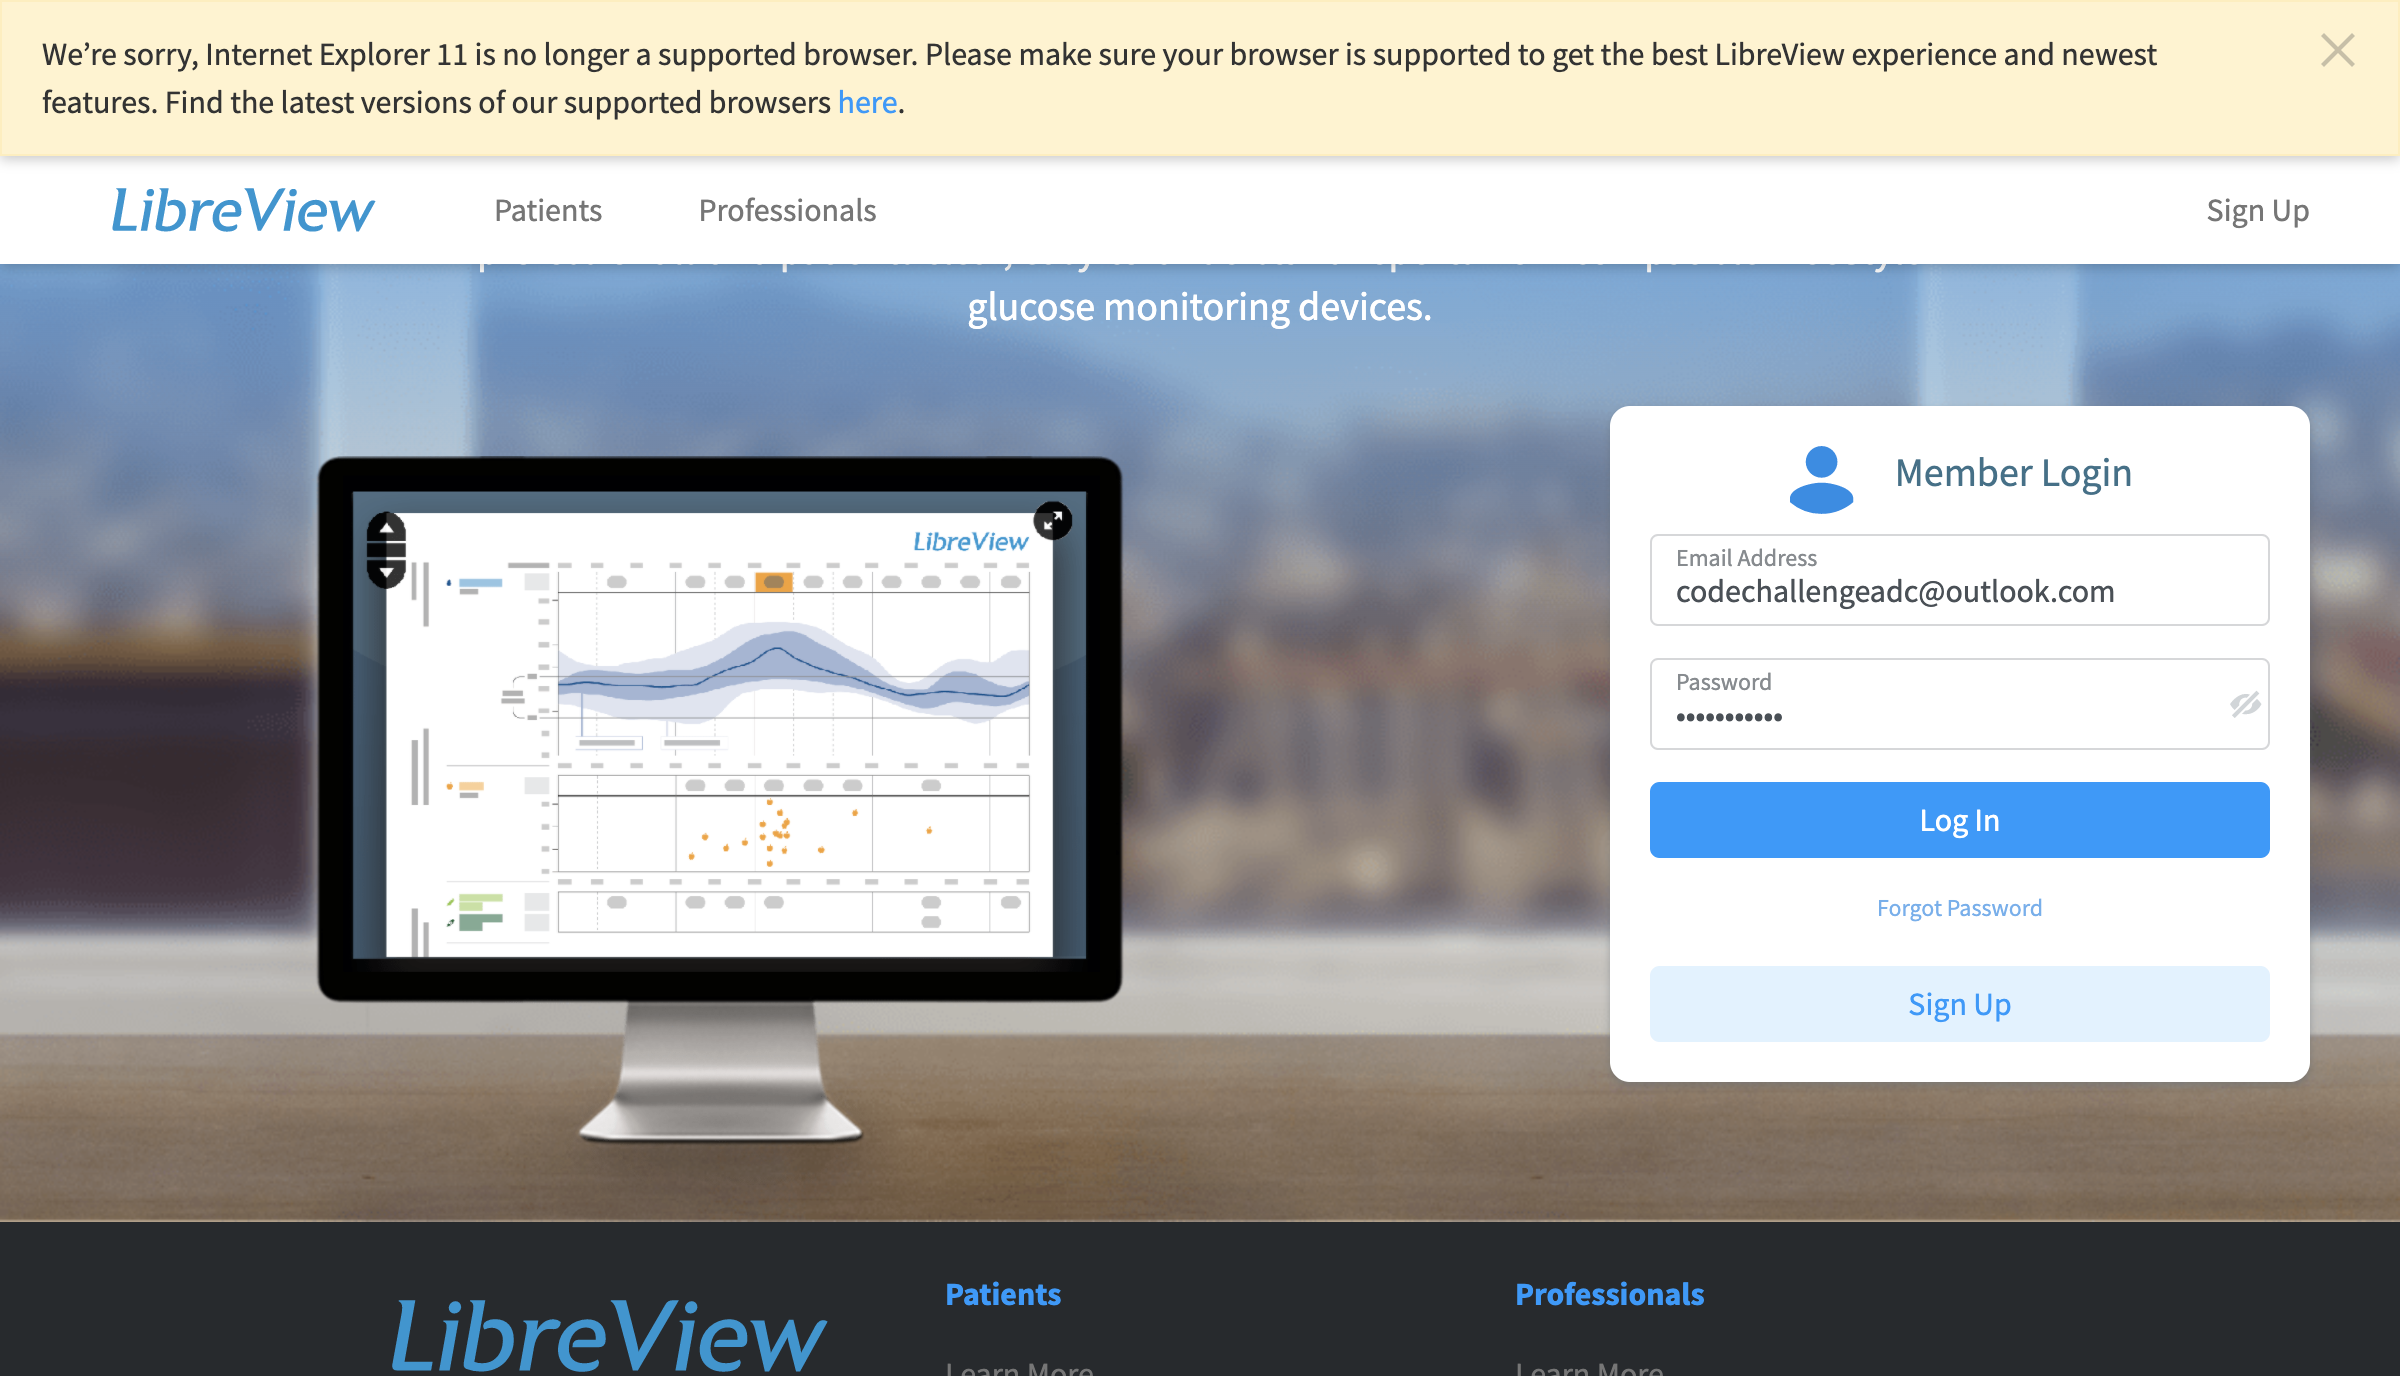 We're sorry, Internet Explorer 11 is no longer a supported browser. Please make sure your browser is supported to get the best LibreView experience and newest
features. Find the latest versions of our supported browsers here.
LibreView
Patients
Professionals
Sign Up
glucose monitoring devices.
LibreView
Member Login
Email Address
codechallengeadc@outlook.com
Password
•••••••••••
Log In
Forgot Password
Sign Up
LibreView
Patients
Professionals
Learn More
Learn More